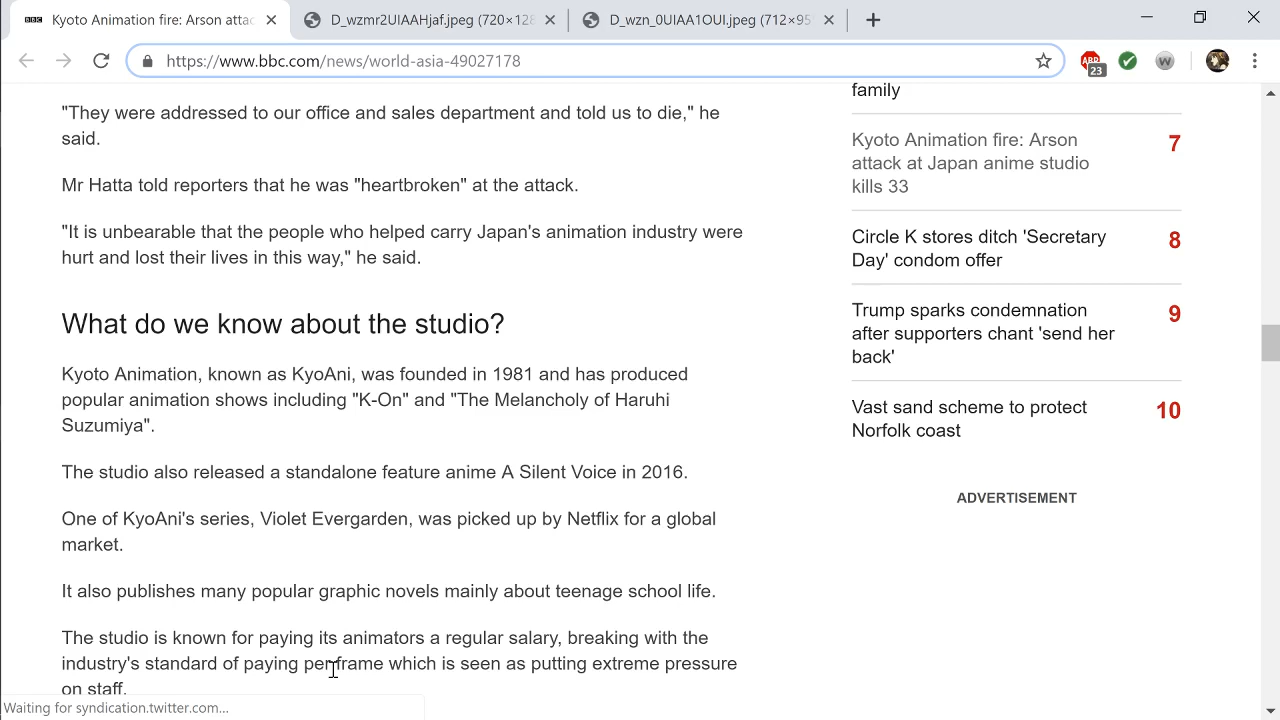 Kyoto Animation fire: Arson attac
D_wzmr2UIAAHjaf.jpeg (720×128
D_wzn_0UIAA1OUI.jpeg (712×95
https://www.bbc.com/news/world-asia-49027178
ABP
23
W
"They were addressed to our office and sales department and told us to die," he
said.
Mr Hatta told reporters that he was "heartbroken" at the attack.
"It is unbearable that the people who helped carry Japan's animation industry were
hurt and lost their lives in this way," he said.
What do we know about the studio?
Kyoto Animation, known as KyoAni, was founded in 1981 and has produced
popular animation shows including "K-On" and "The Melancholy of Haruhi
Suzumiya".
The studio also released a standalone feature anime A Silent Voice in 2016.
One of KyoAni's series, Violet Evergarden, was picked up by Netflix for a global
market.
It also publishes many popular graphic novels mainly about teenage school life.
The studio is known for paying its animators a regular salary, breaking with the
industry's standard of paying per frame which is seen as putting extreme pressure
on staff.
Waiting for syndication.twitter.com...
family
Kyoto Animation fire: Arson 7
attack at Japan anime studio
kills 33
Circle K stores ditch 'Secretary 8
Day' condom offer
Trump sparks condemnation 9
after supporters chant 'send her
back'
Vast sand scheme to protect 10
Norfolk coast
ADVERTISEMENT